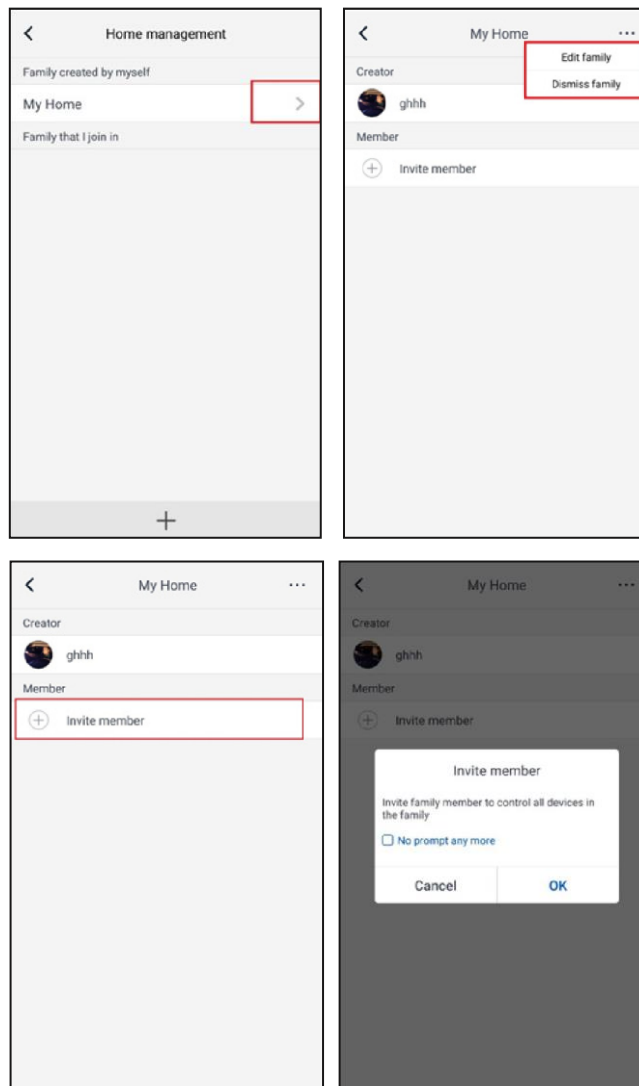 Home management
Family created by myself
My Home
Family that I join in
My Home
Edit family
Dismiss family
Creator
ghhh
Member
Invite member
My Home
Creator
ghhh
Member
Invite member
My Home
Creator
ghhh
Member
Invite member
Invite member
Invite family member to control all devices in
the family
No prompt any more
Cancel OK